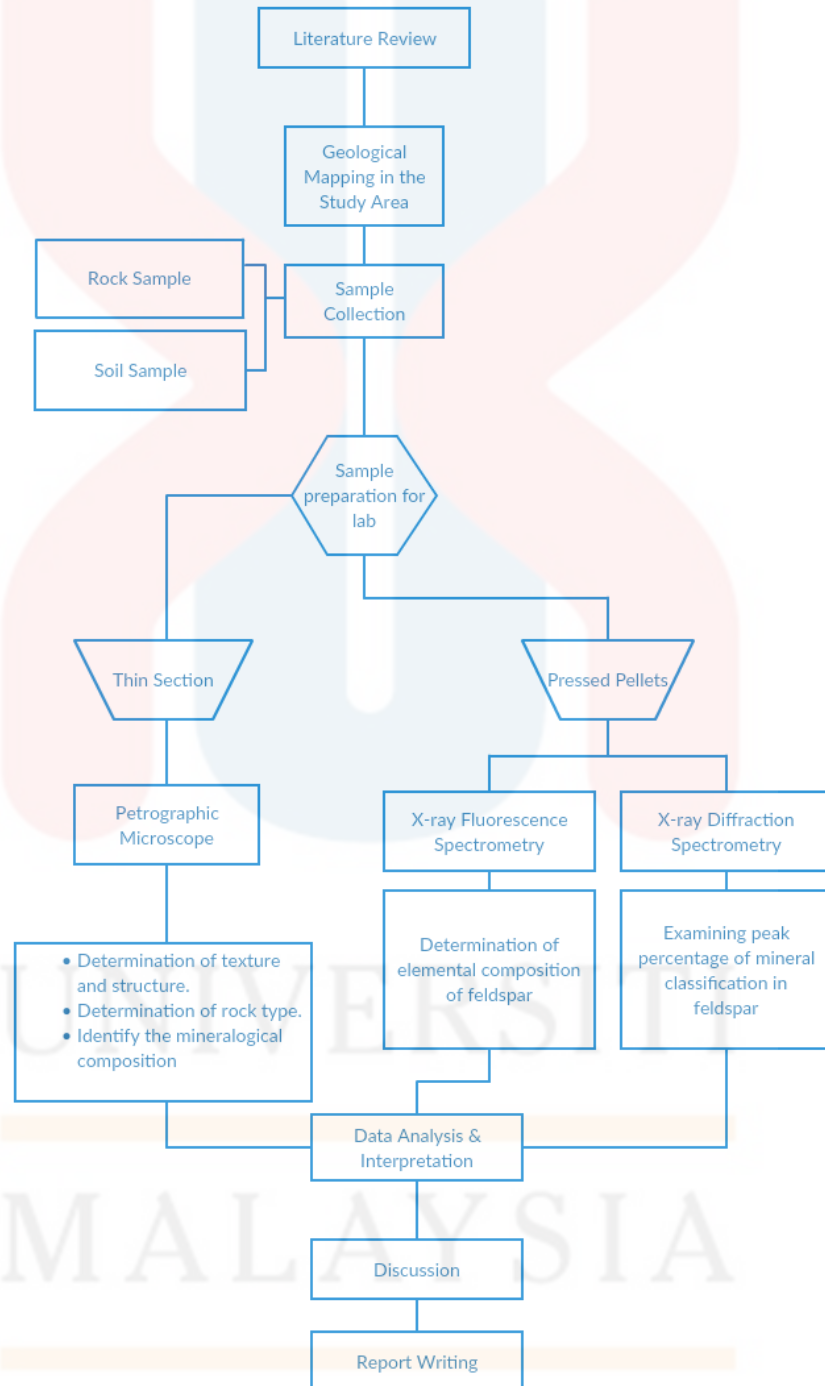 Literature Review
Geological
Mapping in the
Study Area
Rock Sample
Sample
Collection
Soil Sample
Sample
preparation for
lab
Thin Section
Pressed Pellets
Petrographic
Microscope
X-ray Fluorescence
Spectrometry
X-ray Diffraction
Spectrometry
• Determination of texture
and structure.
• Determination of rock type.
• Identify the mineralogical
composition
Determination of
elemental composition
of feldspar
Examining peak
percentage of mineral
classification in
feldspar
UNIVERSITI
Data Analysis &
Interpretation
MALAYSIA
Discussion
Report Writing